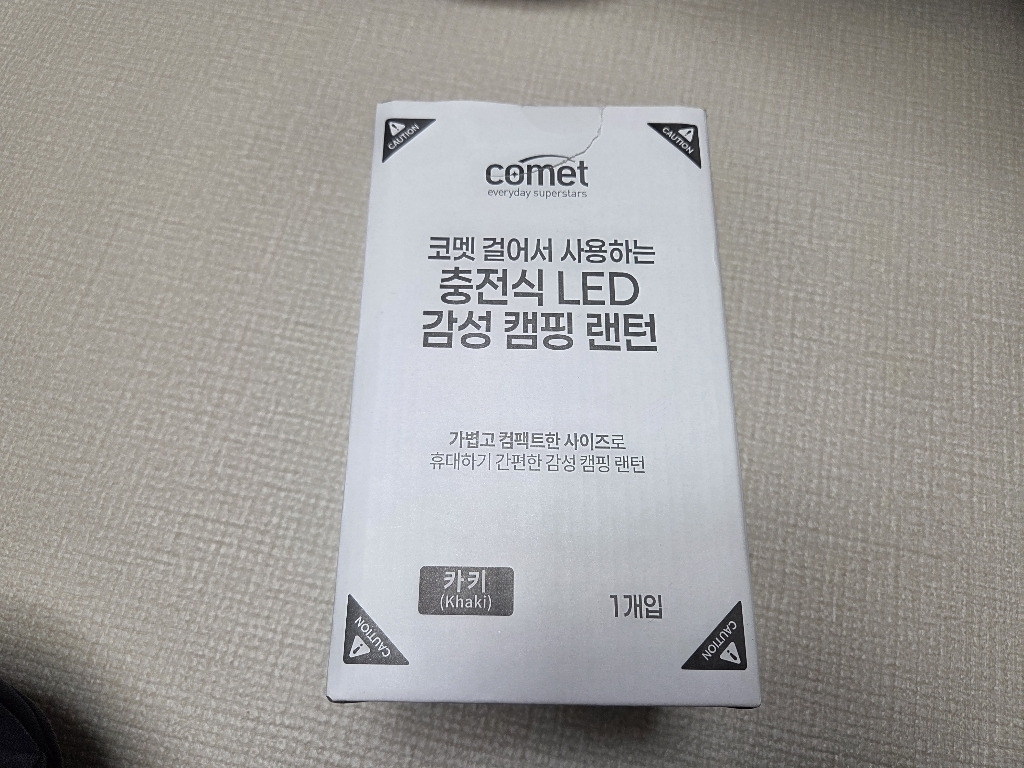 CAUTION
CAUTION
comet
everyday superstars
코멧 걸어서 사용하는
충전식 LED
감성 캠핑 랜턴
가볍고 컴팩트한 사이즈로
휴대하기 간편한 감성 캠핑 랜턴
카키
(Khaki)
1개입
CAUTION
CAUTION